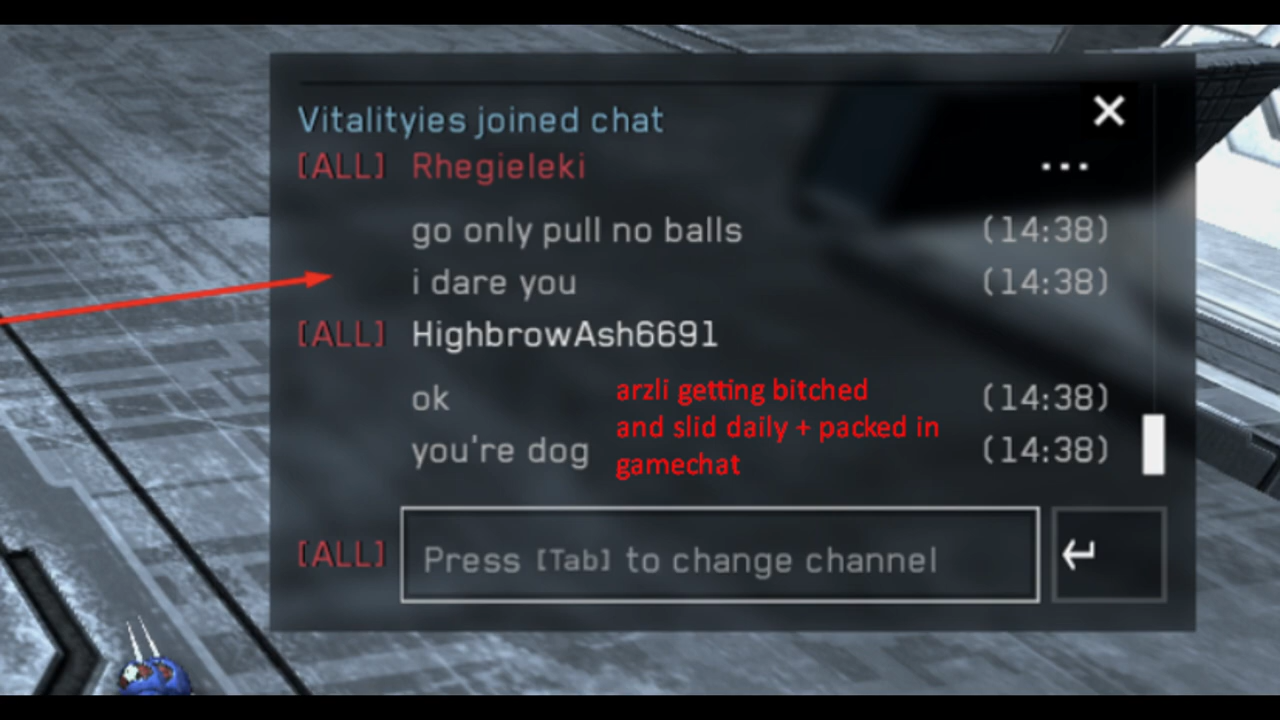 Vitalityies joined chat
[ALL] Rhegieleki
go only pull no balls (14:38)
i dare you (14:38)
[ALL] HighbrowAsh6691
ok (14:38)
you're dog (14:38)
arzli getting bitched
and slid daily + packed in
gamechat
[ALL] Press [Tab] to change channel